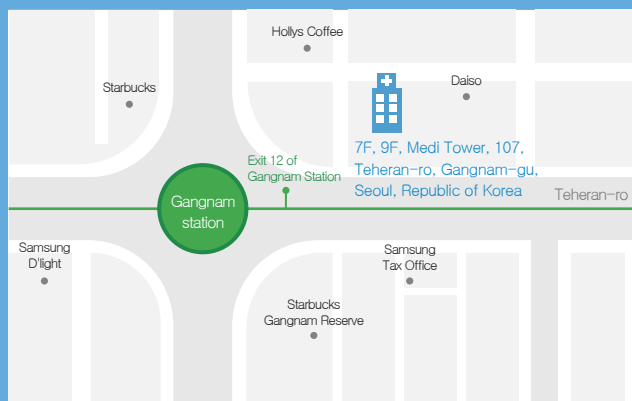 Hollys Coffee
Starbucks
Daiso
7F, 9F, Medi Tower, 107,
Teheran-ro, Gangnam-gu,
Seoul, Republic of Korea
Exit 12 of
Gangnam Station
Gangnam
station
Teheran-ro
Samsung
D'light
Samsung
Tax Office
Starbucks
Gangnam Reserve